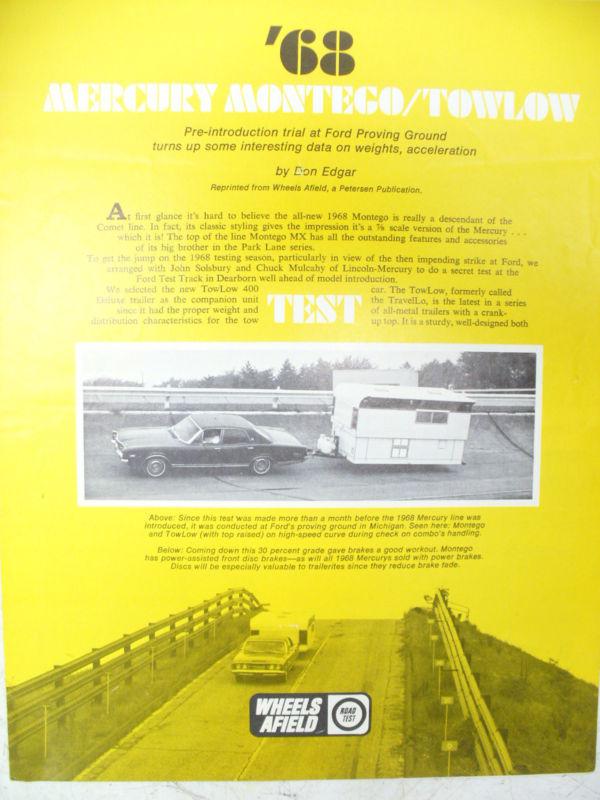 '68
MERCURY MONTEGO/TOWLOW
Pre-introduction trial at Ford Proving Ground
turns up some interesting data on weights, acceleration
by Don Edgar
Reprinted from Wheels Afield, a Petersen Publication.
At first glance it's hard to believe the all-new 1968 Montego is really a descendant of the
Comet line. In fact, its classic styling gives the impression it's a ⅞ scale version of the Mercury . . .
which it is! The top of the line Montego MX has all the outstanding features and accessories
of its big brother in the Park Lane series.
To get the jump on the 1968 testing season, particularly in view of the then impending strike at Ford, we
arranged with John Solsbury and Chuck Mulcahy of Lincoln-Mercury to do a secret test at the
Ford Test Track in Dearborn well ahead of model introduction.
We selected the new TowLow 400
Deluxe trailer as the companion unit
since it had the proper weight and
distribution characteristics for the tow
TEST
car. The TowLow, formerly called
the TraveLLo, is the latest in a series
of all-metal trailers with a crank-
up top. It is a sturdy, well-designed both
Above: Since this test was made more than a month before the 1968 Mercury line was
introduced, it was conducted at Ford's proving ground in Michigan. Seen here: Montego
and TowLow (with top raised) on high-speed curve during check on combo's handling.
Below: Coming down this 30 percent grade gave brakes a good workout. Montego
has power-assisted front disc brakes—as will all 1968 Mercurys sold with power brakes.
Discs will be especially valuable to trailerites since they reduce brake fade.
WHEELS
AFIELD
ROAD
TEST